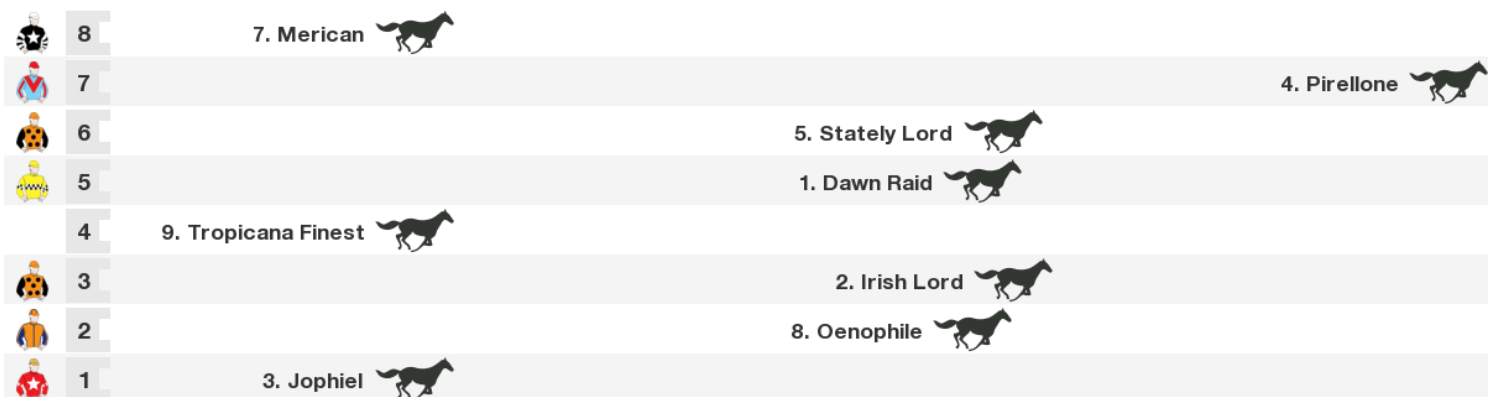 8 7. Merican
7 4. Pirellone
6 5. Stately Lord
5 1. Dawn Raid
4 9. Tropicana Finest
3 2. Irish Lord
2 8. Oenophile
1 3. Jophiel